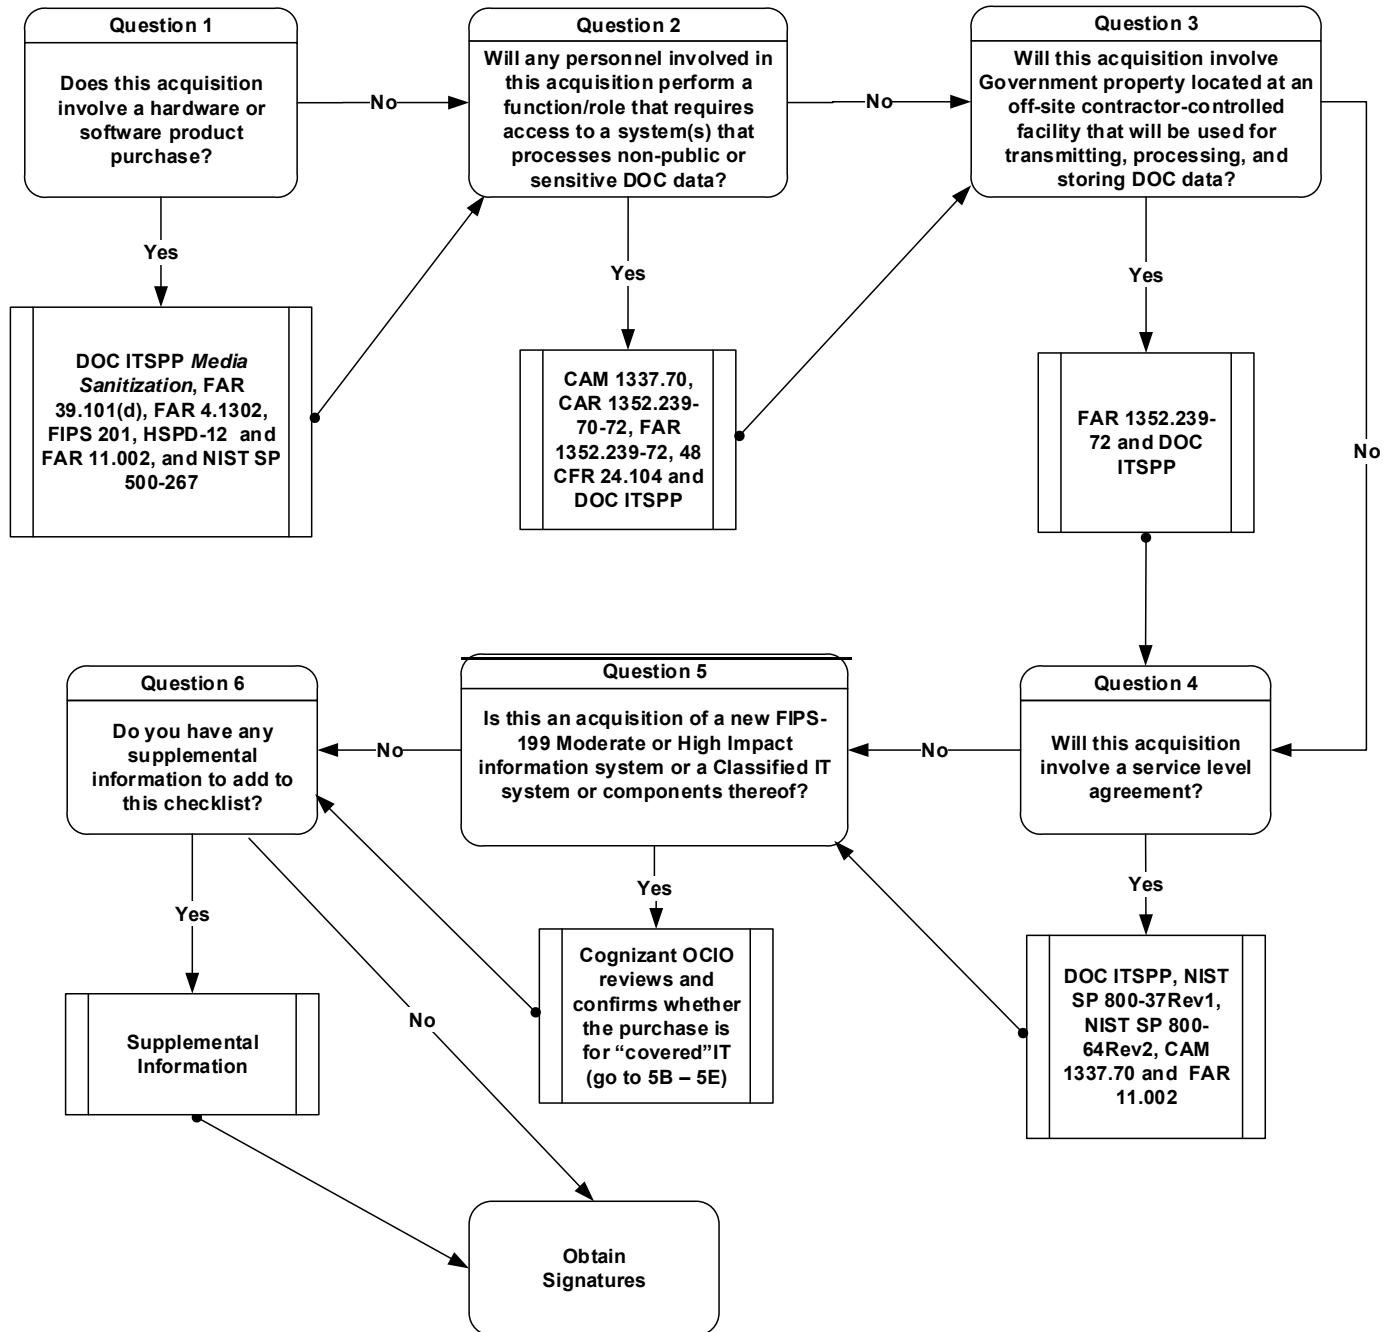 Question 1
Does this acquisition
involve a hardware or
software product
purchase?
No
Yes
DOC ITSPP Media
Sanitization, FAR
39.101(d), FAR 4.1302,
FIPS 201, HSPD-12 and
FAR 11.002, and NIST SP
500-267
Question 2
Will any personnel involved in
this acquisition perform a
function/role that requires
access to a system(s) that
processes non-public or
sensitive DOC data?
No
Yes
CAM 1337.70,
CAR 1352.239-
70-72, FAR
1352.239-72, 48
CFR 24.104 and
DOC ITSPP
Question 3
Will this acquisition involve
Government property located at an
off-site contractor-controlled
facility that will be used for
transmitting, processing, and
storing DOC data?
Yes
No
FAR 1352.239-
72 and DOC
ITSPP
Question 4
Will this acquisition
involve a service level
agreement?
No
Yes
DOC ITSPP, NIST
SP 800-37Rev1,
NIST SP 800-
64Rev2, CAM
1337.70 and FAR
11.002
Question 5
Is this an acquisition of a new FIPS-
199 Moderate or High Impact
information system or a Classified IT
system or components thereof?
No
Yes
Cognizant OCIO
reviews and
confirms whether
the purchase is
for “covered”IT
(go to 5B – 5E)
Question 6
Do you have any
supplemental
information to add to
this checklist?
Yes
No
Supplemental
Information
Obtain
Signatures